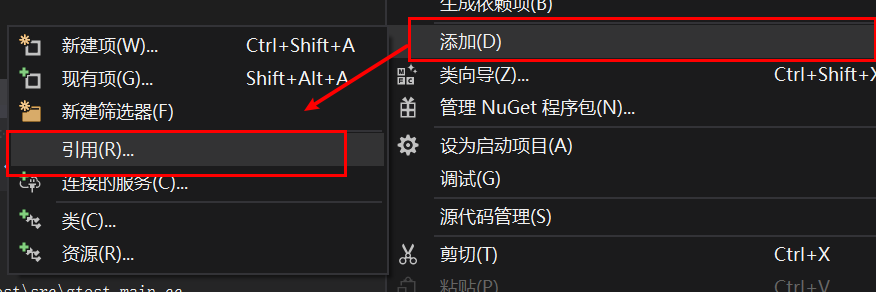 生成依赖项(B)
添加(D)
类向导(Z)... Ctrl+Shift+X
管理 NuGet 程序包(N)...
设为启动项目(A)
调试(G)
源代码管理(S)
剪切(T) Ctrl+X
粘贴(P) Ctrl+V
新建项(W)... Ctrl+Shift+A
现有项(G)... Shift+Alt+A
新建筛选器(F)
引用(R)...
连接的服务(C)...
类(C)...
资源(R)...
est\src\gtest_main.cc